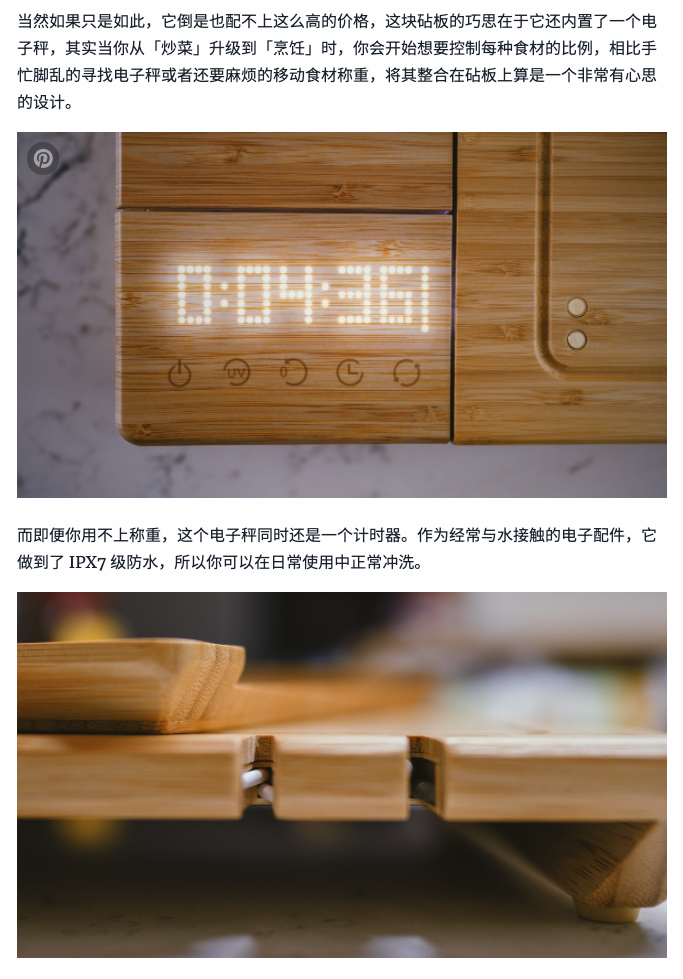 当然如果只是如此，它倒是也配不上这么高的价格，这块砧板的巧思在于它还内置了一个电
子秤，其实当你从「炒菜」升级到「烹饪」时，你会开始想要控制每种食材的比例，相比手
忙脚乱的寻找电子秤或者还要麻烦的移动食材称重，将其整合在砧板上算是一个非常有心思
的设计。
0:04:36
UV
0
而即便你用不上称重，这个电子秤同时还是一个计时器。作为经常与水接触的电子配件，它
做到了 IPX7 级防水，所以你可以在日常使用中正常冲洗。